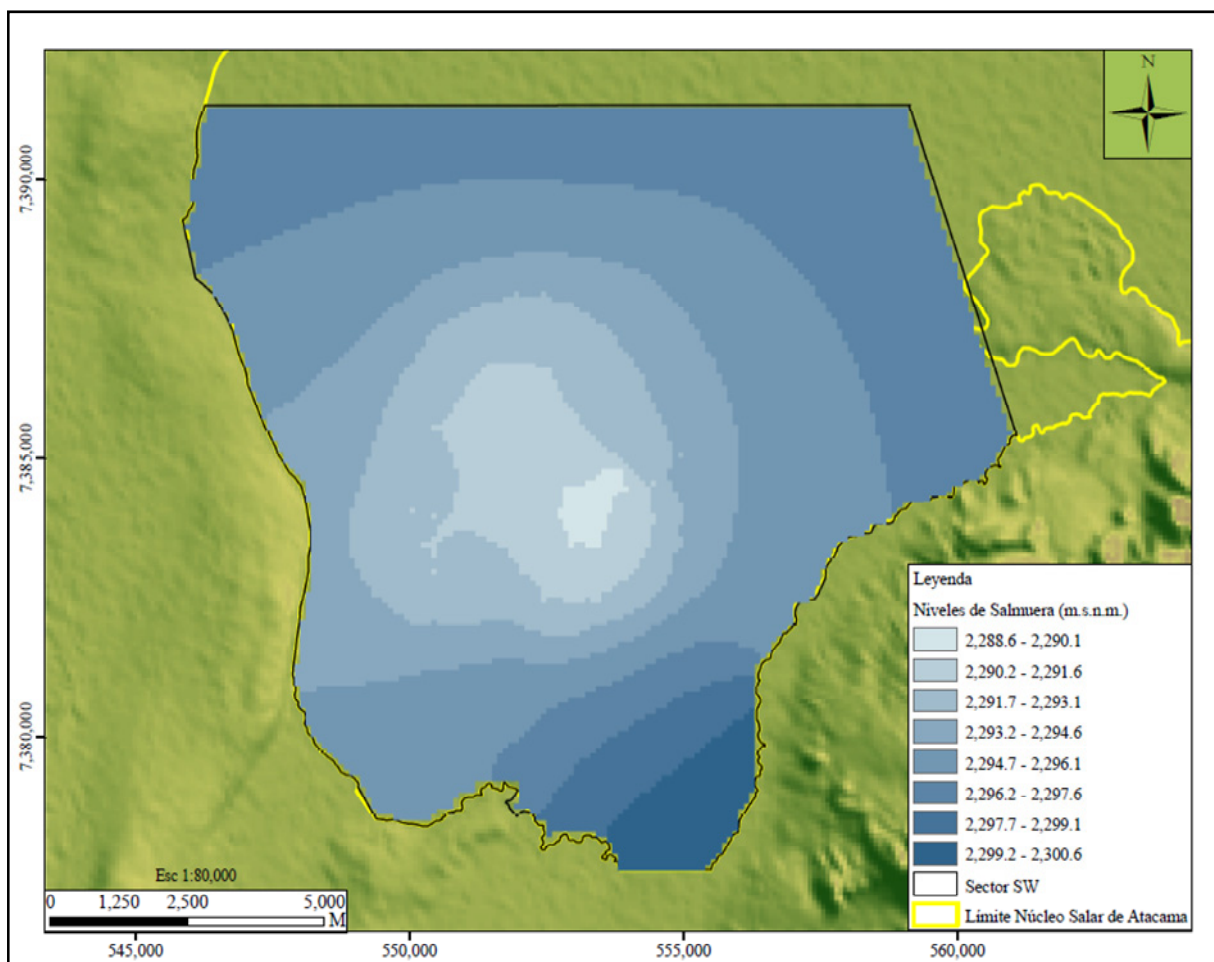 N
7,390,000
7,385,000
7,380,000
Leyenda
Niveles de Salmuera (m.s.n.m.)
2,288.6 - 2,290.1
2,290.2 - 2,291.6
2,291.7 - 2,293.1
2,293.2 - 2,294.6
2,294.7 - 2,296.1
2,296.2 - 2,297.6
2,297.7 - 2,299.1
2,299.2 - 2,300.6
Sector SW
Límite Núcleo Salar de Atacama
Esc 1:80,000
0 1,250 2,500 5,000
M
545,000 550,000 555,000 560,000